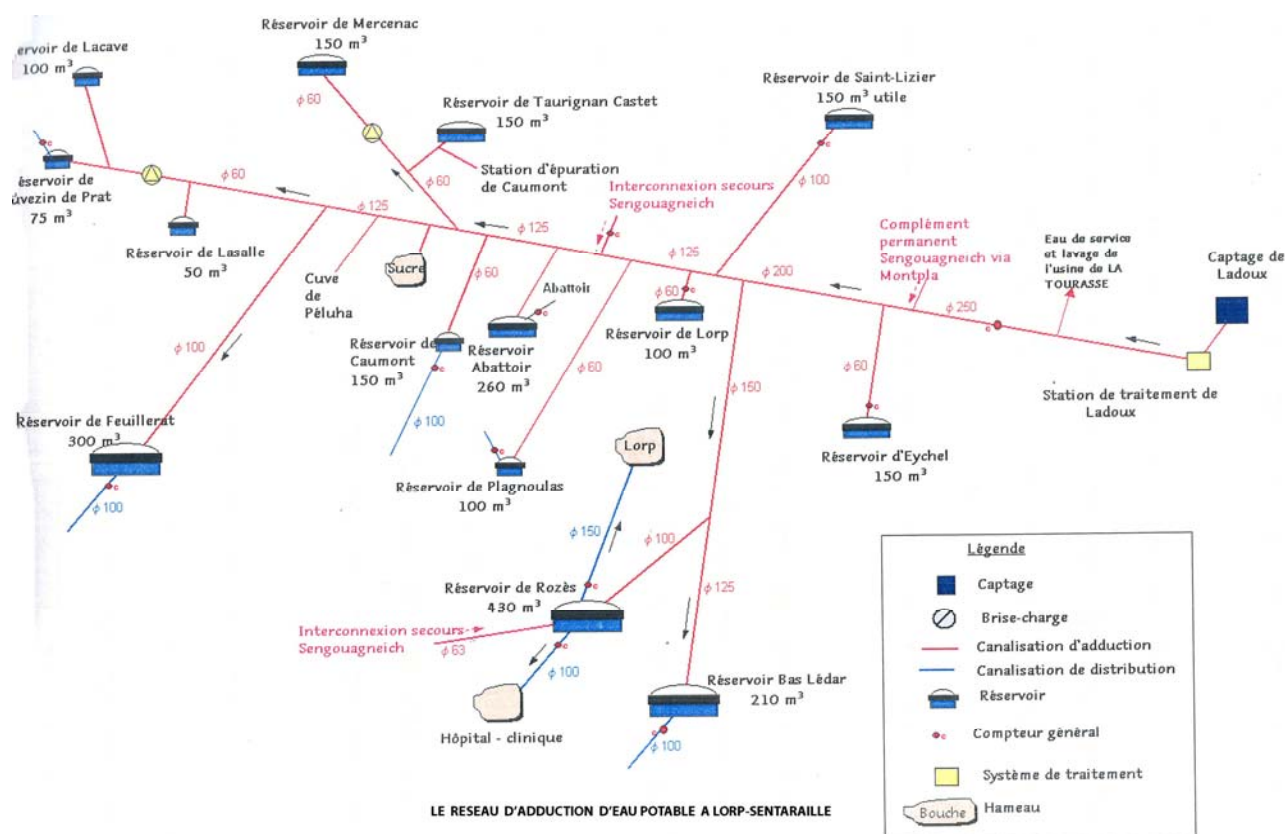 Réservoir de Mercenac
150 m³
ervoir de Lacave
100 m³
Réservoir de Saint-Lizier
150 m³ utile
Réservoir de Taurignan Castet
150 m³
φ60
φ100
Station d'épuration
de Caumont
Interconnexion secours
Sengouagneich
éservoir de
uvezin de Prat
75 m³
φ60
φ60
φ125
φ125
φ125
φ200
Complément
permanent
Sengouagneich via
Montpla
Eau de service
et lavage de
l'usine de LA
TOURASSE
Captage de
Ladoux
Réservoir de Lasalle
50 m³
Cuve
de
Péluha
Sucre
φ60
Abattoir
φ60
φ250
Réservoir de
Caumont
150 m³
Réservoir
Abattoir
260 m³
Réservoir de Lorp
100 m³
φ100
φ60
φ150
φ60
Station de traitement de
Ladoux
Réservoir de Feuillerat
300 m³
φ100
φ100
Lorp
Réservoir d'Eychel
150 m³
Réservoir de Plagnoulas
100 m³
φ150
φ100
φ125
Réservoir de Rozès
430 m³
Interconnexion secours
Sengouagneich
φ63
φ100
Hôpital - clinique
Réservoir Bas Lédar
210 m³
φ100
Légende
Captage
Brise-charge
Canalisation d'adduction
Canalisation de distribution
Réservoir
c
Compteur général
Système de traitement
Bouche
Hameau
LE RESEAU D'ADDUCTION D'EAU POTABLE A LORP-SENTARAILLE